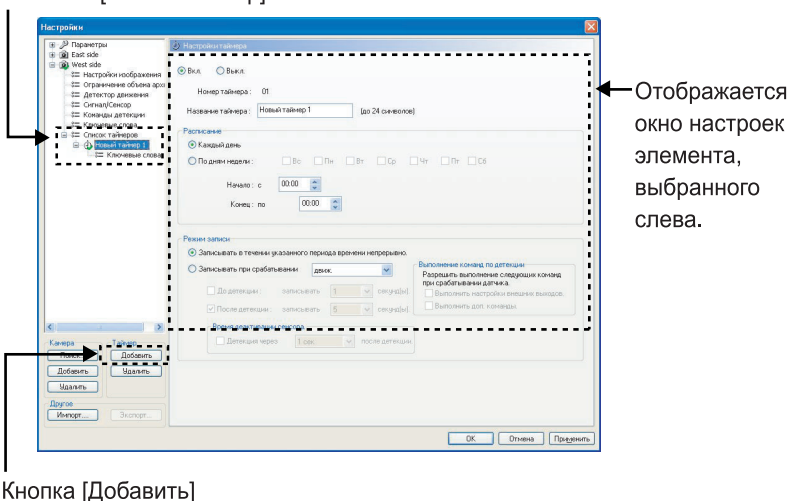 Настройки
Параметры
East side
West side
Настройки изображения
Ограничение объема архи
Детектор движения
Сигнал/Сенсор
Команды детекции
Ключевые слова
Список таймеров
Новый таймер 1
Ключевые слова
Камера
Таймер
Поиск...
Добавить
Добавить
Удалить
Удалить
Другое
Импорт...
Экспорт...
Настройки таймера
Вкл.
Выкл.
Номер таймера : 01
Название таймера : Новый таймер 1 (до 24 символов)
Расписание
Каждый день
По дням недели : Вс Пн Вт Ср Чт Пт Сб
Начало : с 00:00
Конец : по 00:00
Режим записи
Записывать в течении указанного периода времени непрерывно.
Записывать при срабатывании движ.
До детекции : записывать 1 секунд(ы).
После детекции : записывать 5 секунд(ы).
Время деактивации сенсора
Детекция через 1 сек. после детекции.
Выполнение команд по детекции
Разрешить выполнение следующих команд
при срабатывании датчика.
Выполнить настройки внешних выходов.
Выполнить доп. команды.
OK
Отмена
Применить
Отображается
окно настроек
элемента,
выбранного
слева.
Кнопка [Добавить]